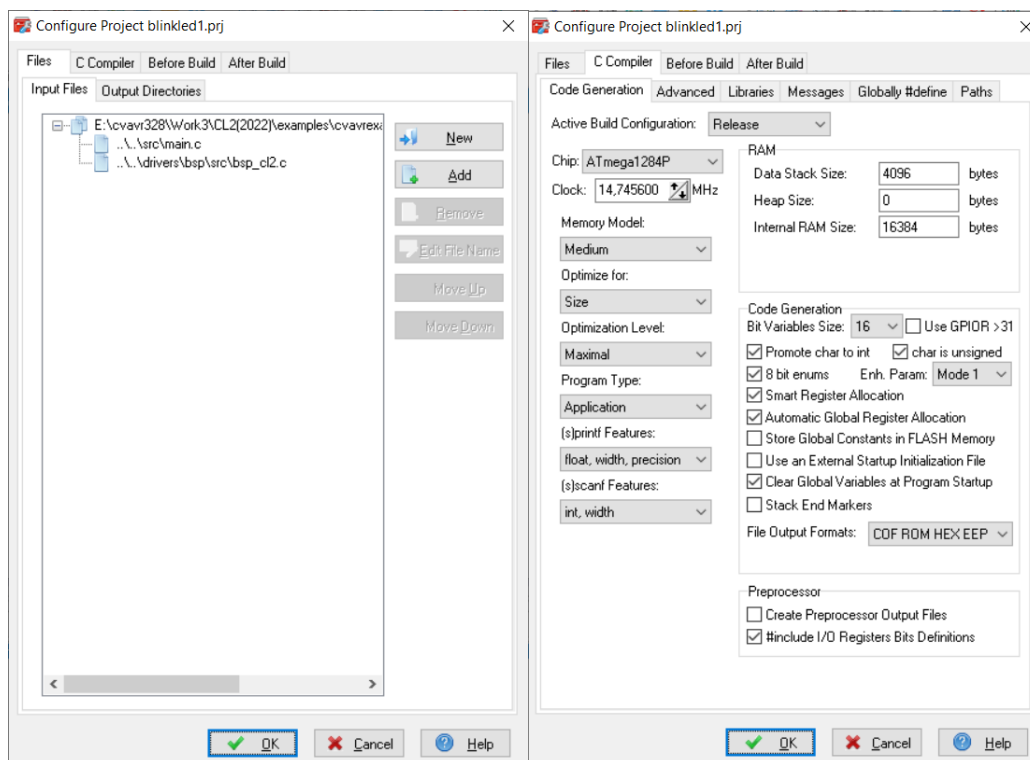 Configure Project blinkled1.prj
Files C Compiler Before Build After Build
Input Files Output Directories
E:\cvavr328\Work3\CL2(2022)\examples\cvavrexa
..\..\src\main.c
..\..\drivers\bsp\src\bsp_cl2.c
New
Add
Remove
Edit File Name
Move Up
Move Down
OK Cancel Help
Configure Project blinkled1.prj
Files C Compiler Before Build After Build
Code Generation Advanced Libraries Messages Globally #define Paths
Active Build Configuration: Release
Chip: ATmega1284P
Clock: 14,745600 MHz
Memory Model:
Medium
Optimize for:
Size
Optimization Level:
Maximal
Program Type:
Application
(s)printf Features:
float, width, precision
(s)scanf Features:
int, width
RAM
Data Stack Size: 4096 bytes
Heap Size: 0 bytes
Internal RAM Size: 16384 bytes
Code Generation
Bit Variables Size: 16 Use GPIOR >31
Promote char to int char is unsigned
8 bit enums Enh. Param: Mode 1
Smart Register Allocation
Automatic Global Register Allocation
Store Global Constants in FLASH Memory
Use an External Startup Initialization File
Clear Global Variables at Program Startup
Stack End Markers
File Output Formats: COF ROM HEX EEP
Preprocessor
Create Preprocessor Output Files
#include I/O Registers Bits Definitions
OK Cancel Help